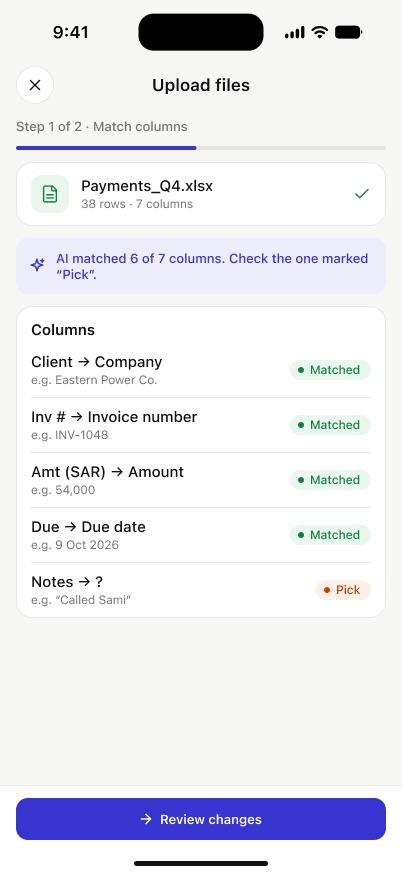 9:41
Upload files
Step 1 of 2 · Match columns
Payments_Q4.xlsx
38 rows · 7 columns
AI matched 6 of 7 columns. Check the one marked
“Pick”.
Columns
Client → Company
e.g. Eastern Power Co.
Matched
Inv # → Invoice number
e.g. INV-1048
Matched
Amt (SAR) → Amount
e.g. 54,000
Matched
Due → Due date
e.g. 9 Oct 2026
Matched
Notes → ?
e.g. “Called Sami”
Pick
→ Review changes